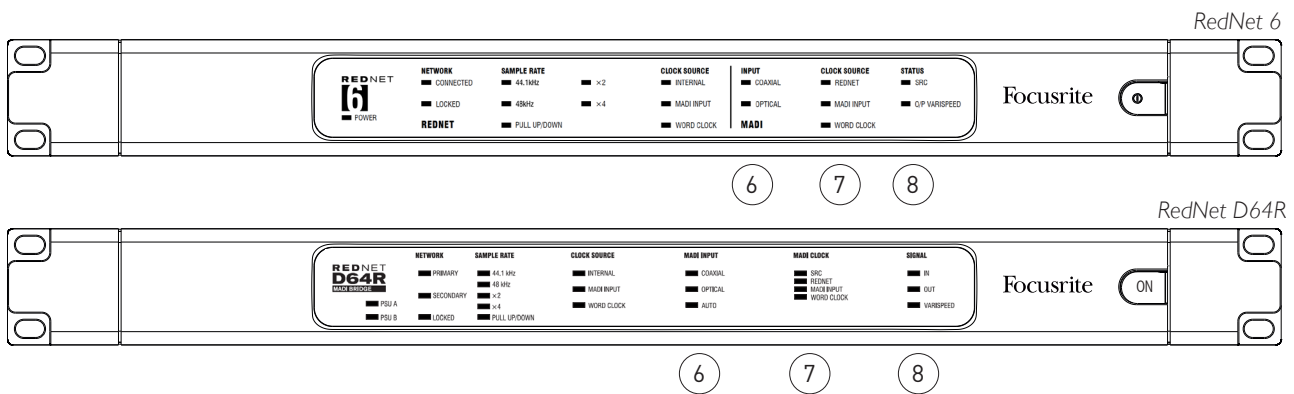 RedNet 6
REDNET
6
POWER
NETWORK
CONNECTED
LOCKED
REDNET
SAMPLE RATE
44.1kHz
48kHz
PULL UP/DOWN
×2
×4
CLOCK SOURCE
INTERNAL
MADI INPUT
WORD CLOCK
INPUT
COAXIAL
OPTICAL
MADI
CLOCK SOURCE
REDNET
MADI INPUT
WORD CLOCK
STATUS
SRC
O/P VARISPEED
Focusrite
6
7
8
RedNet D64R
REDNET
D64R
MADI BRIDGE
PSU A
PSU B
NETWORK
PRIMARY
SECONDARY
LOCKED
SAMPLE RATE
44.1 kHz
48 kHz
×2
×4
PULL UP/DOWN
CLOCK SOURCE
INTERNAL
MADI INPUT
WORD CLOCK
MADI INPUT
COAXIAL
OPTICAL
AUTO
MADI CLOCK
SRC
REDNET
MADI INPUT
WORD CLOCK
SIGNAL
IN
OUT
VARISPEED
Focusrite
ON
6
7
8